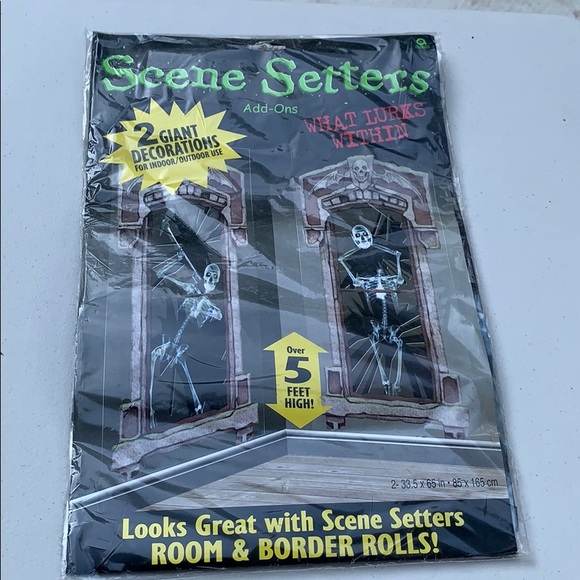 Scene Setters
Add-Ons
2 GIANT
DECORATIONS
FOR INDOOR/OUTDOOR USE
WHAT LURKS
WITHIN
Over
5
FEET
HIGH!
2- 33.5 x 65 in • 85 x 165 cm
Looks Great with Scene Setters
ROOM & BORDER ROLLS!